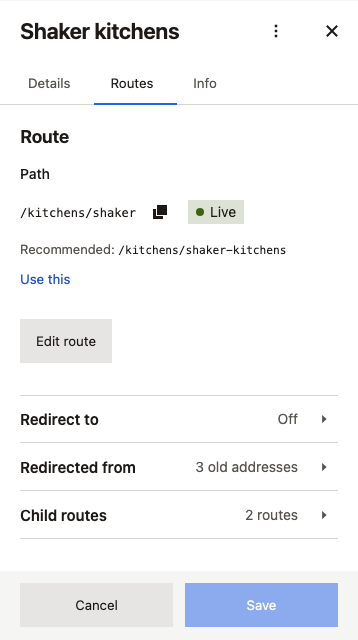 Shaker kitchens
Details Routes Info
Route
Path
/kitchens/shaker Live
Recommended: /kitchens/shaker-kitchens
Use this
Edit route
Redirect to Off
Redirected from 3 old addresses
Child routes 2 routes
Cancel Save